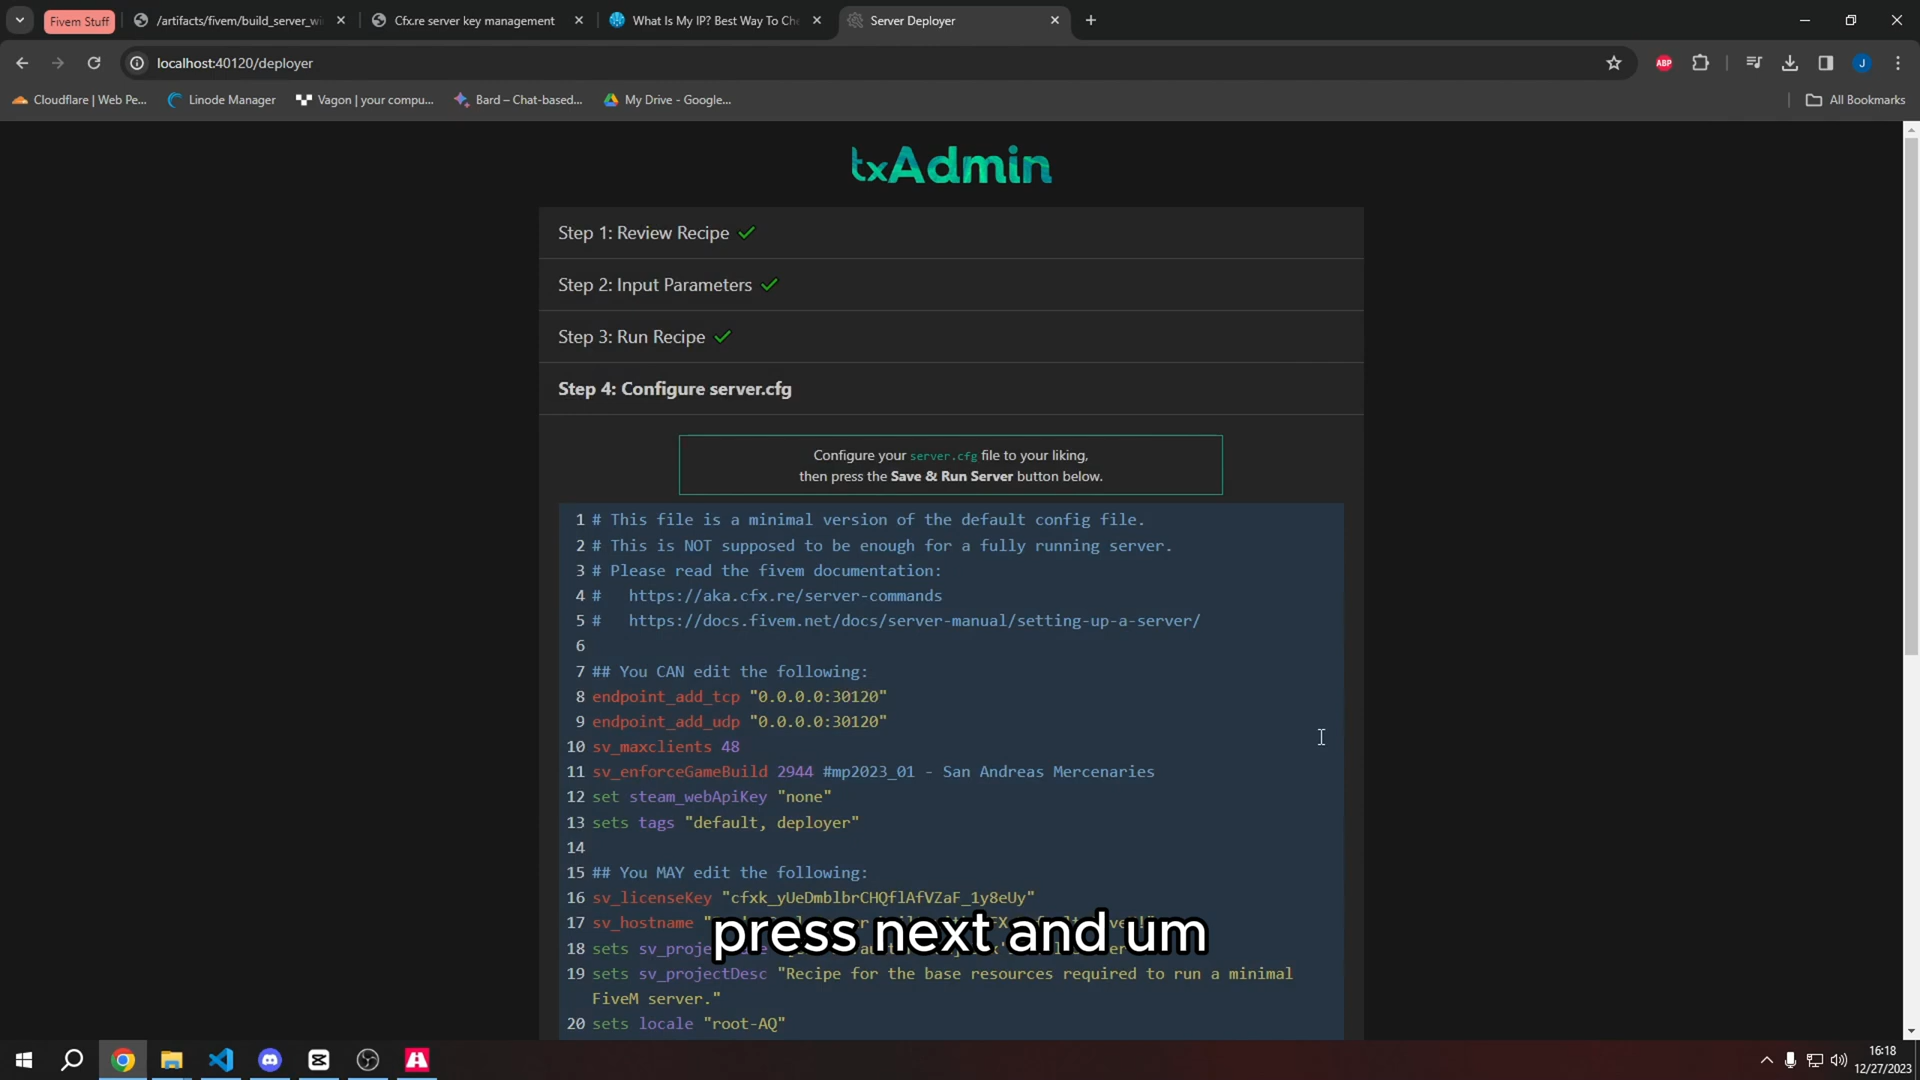 Fivem Stuff
/artifacts/fivem/build_server_wi
Cfx.re server key management
What Is My IP? Best Way To Che
Server Deployer
localhost:40120/deployer
ABP
J
Cloudflare | Web Pe...
Linode Manager
Vagon | your compu...
Bard – Chat-based...
My Drive - Google...
All Bookmarks
txAdmin
Step 1: Review Recipe
Step 2: Input Parameters
Step 3: Run Recipe
Step 4: Configure server.cfg
Configure your server.cfg file to your liking,
then press the Save & Run Server button below.
1 # This file is a minimal version of the default config file.
2 # This is NOT supposed to be enough for a fully running server.
3 # Please read the fivem documentation:
4 #   https://aka.cfx.re/server-commands
5 #   https://docs.fivem.net/docs/server-manual/setting-up-a-server/
6
7 ## You CAN edit the following:
8 endpoint_add_tcp "0.0.0.0:30120"
9 endpoint_add_udp "0.0.0.0:30120"
10 sv_maxclients 48
11 sv_enforceGameBuild 2944 #mp2023_01 - San Andreas Mercenaries
12 set steam_webApiKey "none"
13 sets tags "default, deployer"
14
15 ## You MAY edit the following:
16 sv_licenseKey "cfxk_yUeDmblbrCHQflAfVZaF_1y8eUy"
17 sv_hostname
press next and um
18 sets
19 sets sv_projectDesc "Recipe for the base resources required to run a minimal
FiveM server."
20 sets locale "root-AQ"
16:18
12/27/2023